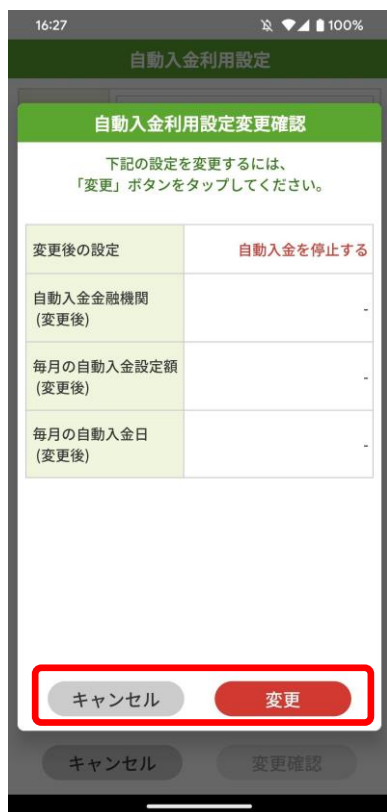 16:27
100%
自動入金利用設定
自動入金利用設定変更確認
下記の設定を変更するには、
「変更」ボタンをタップしてください。
変更後の設定
自動入金を停止する
自動入金金融機関
(変更後)
-
毎月の自動入金設定額
(変更後)
-
毎月の自動入金日
(変更後)
-
キャンセル
変更
キャンセル
変更確認